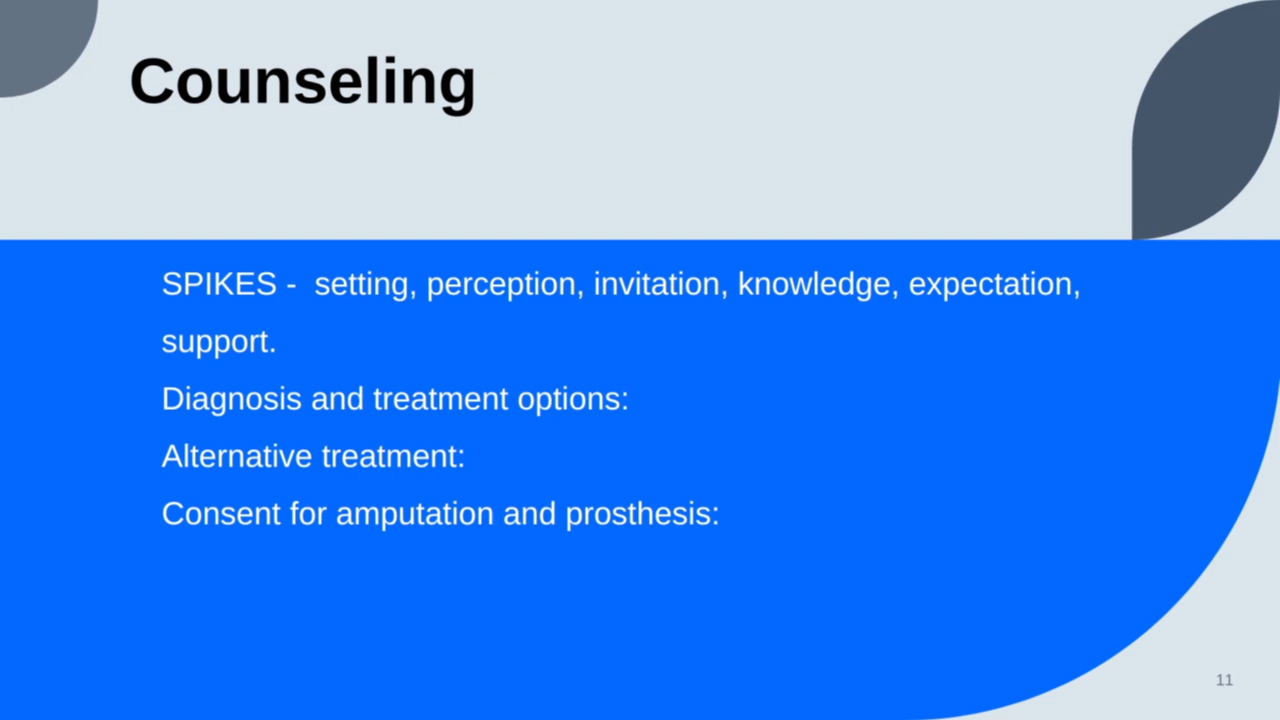 Counseling
SPIKES -  setting, perception, invitation, knowledge, expectation,
support.
Diagnosis and treatment options:
Alternative treatment:
Consent for amputation and prosthesis:
11